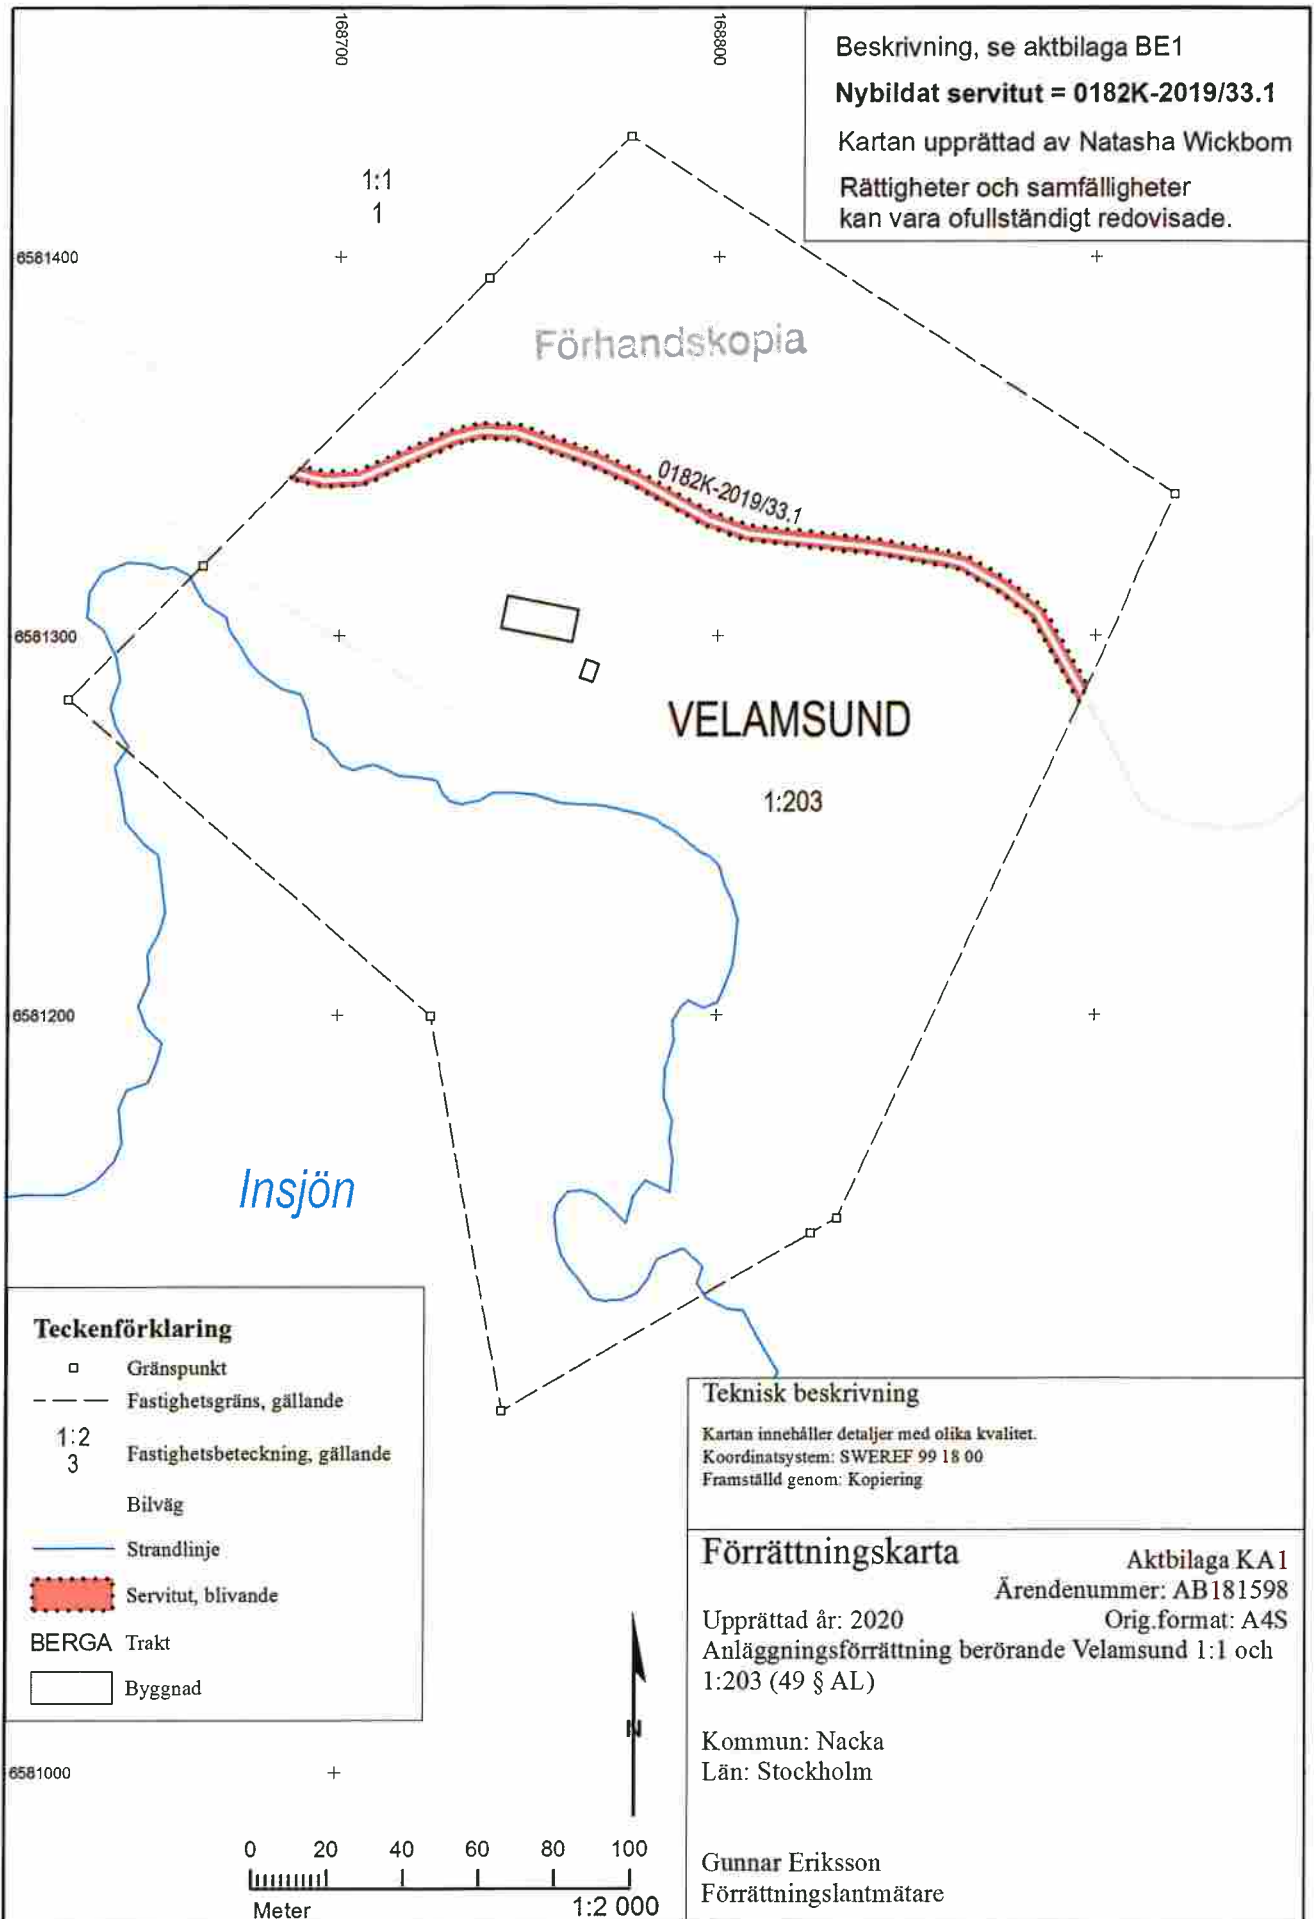 168700
168800
Beskrivning, se aktbilaga BE1
Nybildat servitut = 0182K-2019/33.1
Kartan upprättad av Natasha Wickbom
Rättigheter och samfälligheter
kan vara ofullständigt redovisade.
1:1
1
6581400
Förhandskopia
0182K-2019/33.1
6581300
VELAMSUND
1:203
6581200
Insjön
Teckenförklaring
Gränspunkt
Fastighetsgräns, gällande
1:2
3
Fastighetsbeteckning, gällande
Bilväg
Strandlinje
Servitut, blivande
BERGA Trakt
Byggnad
Teknisk beskrivning
Kartan innehåller detaljer med olika kvalitet.
Koordinatsystem: SWEREF 99 18 00
Framställd genom: Kopiering
Förrättningskarta
Aktbilaga KA1
Ärendenummer: AB181598
Upprättad år: 2020 Orig.format: A4S
Anläggningsförrättning berörande Velamsund 1:1 och
1:203 (49 § AL)
Kommun: Nacka
Län: Stockholm
Gunnar Eriksson
Förrättningslantmätare
N
6581000
0 20 40 60 80 100
Meter 1:2 000